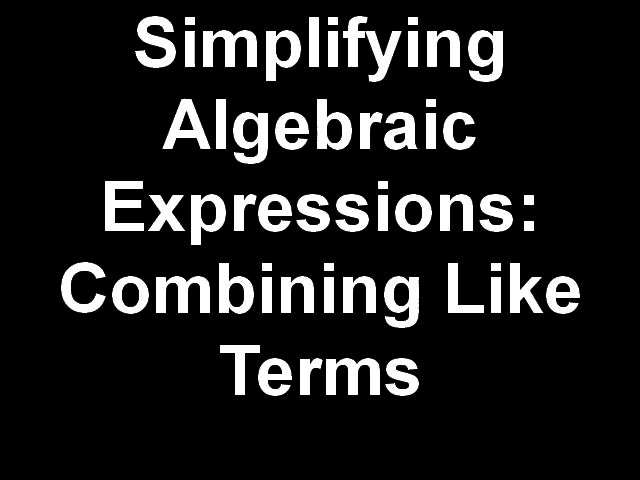 Simplifying
Algebraic
Expressions:
Combining Like
Terms